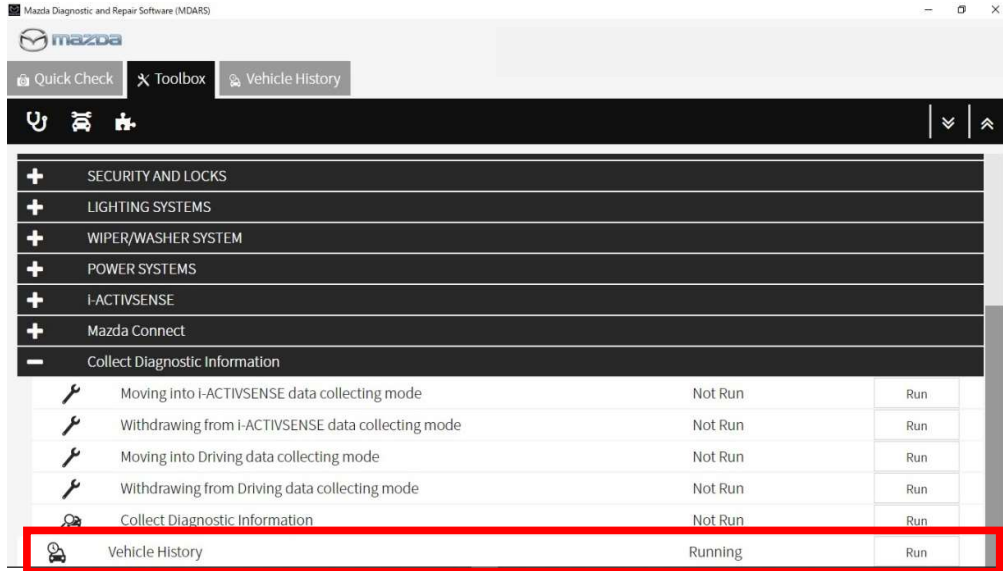 Mazda Diagnostic and Repair Software (MDARS)
mazda
Quick Check Toolbox Vehicle History
SECURITY AND LOCKS
LIGHTING SYSTEMS
WIPER/WASHER SYSTEM
POWER SYSTEMS
i-ACTIVSENSE
Mazda Connect
Collect Diagnostic Information
Moving into i-ACTIVSENSE data collecting mode Not Run Run
Withdrawing from i-ACTIVSENSE data collecting mode Not Run Run
Moving into Driving data collecting mode Not Run Run
Withdrawing from Driving data collecting mode Not Run Run
Collect Diagnostic Information Not Run Run
Vehicle History Running Run